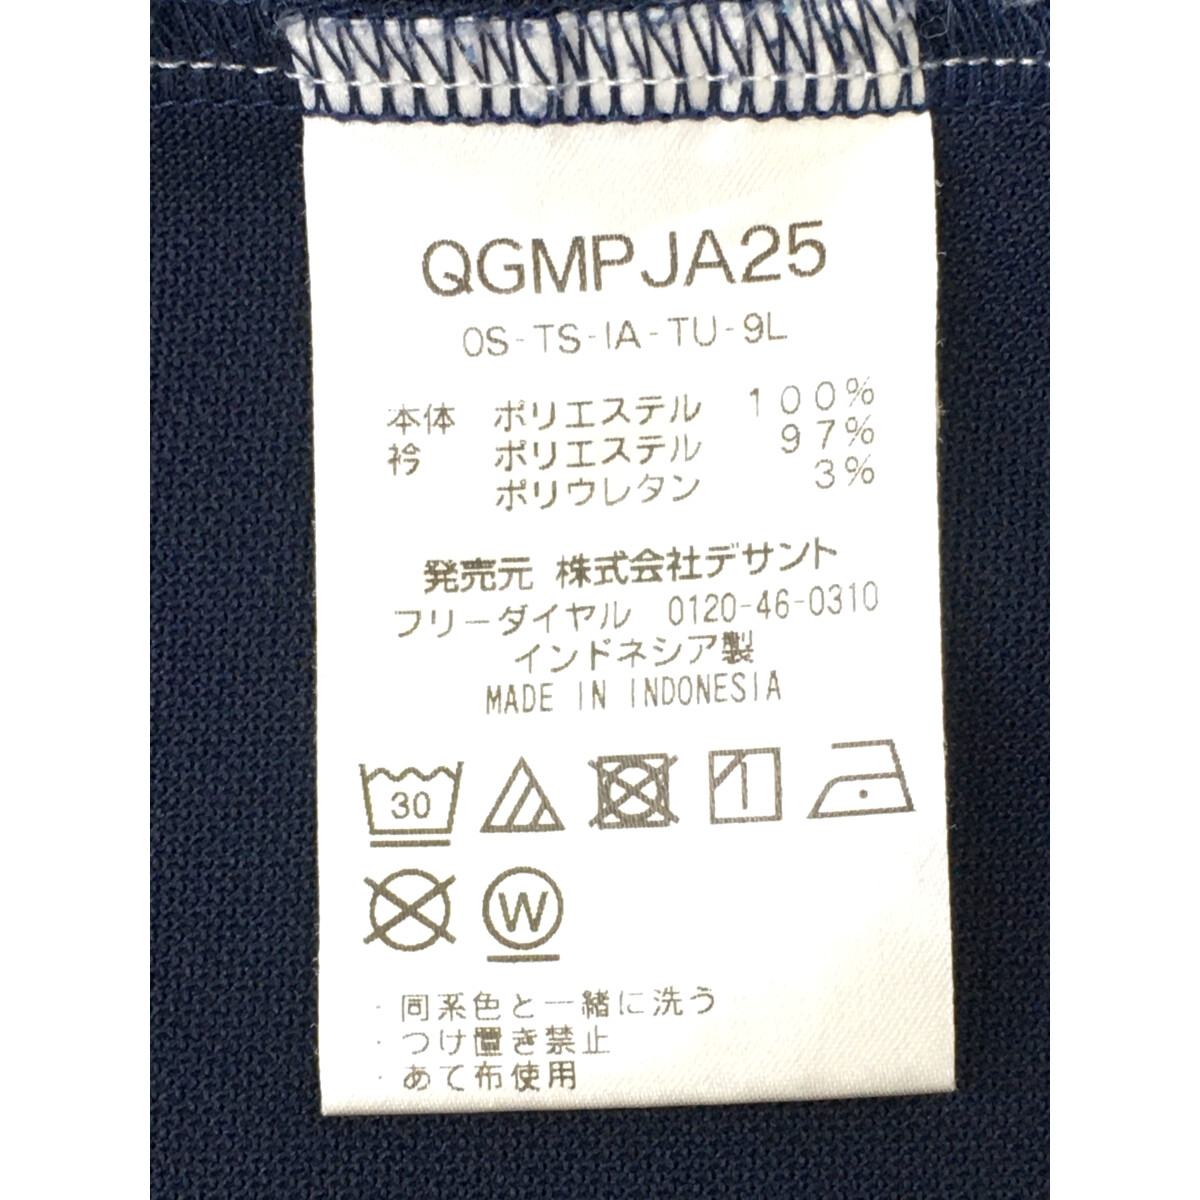 QGMPJA25
OS-TS-IA-TU-9L
本体 ポリエステル 100%
衿 ポリエステル 97%
ポリウレタン 3%
発売元 株式会社デサント
フリーダイヤル 0120-46-0310
インドネシア製
MADE IN INDONESIA
30
W
・同系色と一緒に洗う
・つけ置き禁止
・あて布使用